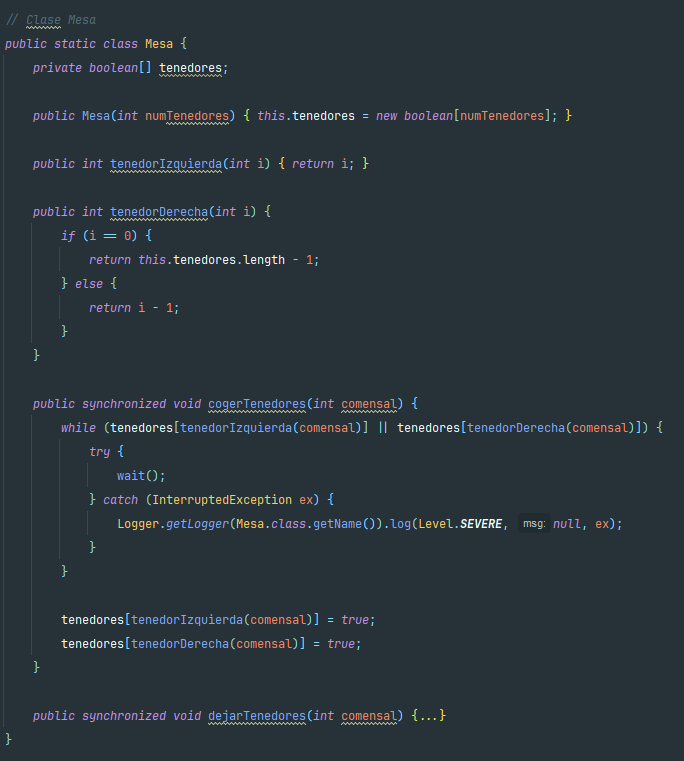 // Clase Mesa
public static class Mesa {
    private boolean[] tenedores;

    public Mesa(int numTenedores) { this.tenedores = new boolean[numTenedores]; }

    public int tenedorIzquierda(int i) { return i; }

    public int tenedorDerecha(int i) {
        if (i == 0) {
            return this.tenedores.length - 1;
        } else {
            return i - 1;
        }
    }

    public synchronized void cogerTenedores(int comensal) {
        while (tenedores[tenedorIzquierda(comensal)] || tenedores[tenedorDerecha(comensal)]) {
            try {
                wait();
            } catch (InterruptedException ex) {
                Logger.getLogger(Mesa.class.getName()).log(Level.SEVERE, msg: null, ex);
            }
        }

        tenedores[tenedorIzquierda(comensal)] = true;
        tenedores[tenedorDerecha(comensal)] = true;
    }

    public synchronized void dejarTenedores(int comensal) {...}
}